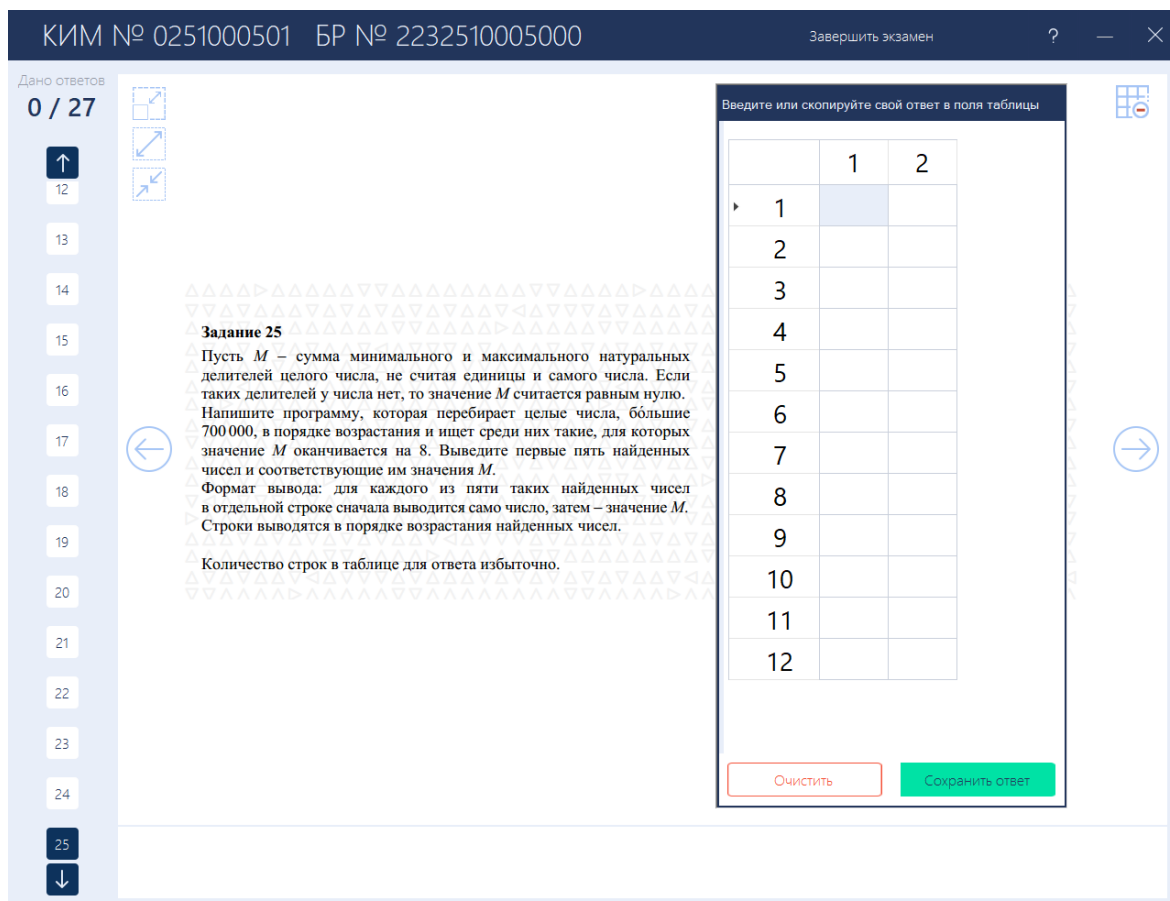 КИМ № 0251000501 БР № 2232510005000
Завершить экзамен
?
Дано ответов
0 / 27
12
13
14
15
16
17
18
19
20
21
22
23
24
25
Задание 25
Пусть M – сумма минимального и максимального натуральных
делителей целого числа, не считая единицы и самого числа. Если
таких делителей у числа нет, то значение M считается равным нулю.
Напишите программу, которая перебирает целые числа, бо́льшие
700 000, в порядке возрастания и ищет среди них такие, для которых
значение M оканчивается на 8. Выведите первые пять найденных
чисел и соответствующие им значения M.
Формат вывода: для каждого из пяти таких найденных чисел
в отдельной строке сначала выводится само число, затем – значение M.
Строки выводятся в порядке возрастания найденных чисел.
Количество строк в таблице для ответа избыточно.
Введите или скопируйте свой ответ в поля таблицы
1 2
1
2
3
4
5
6
7
8
9
10
11
12
Очистить
Сохранить ответ